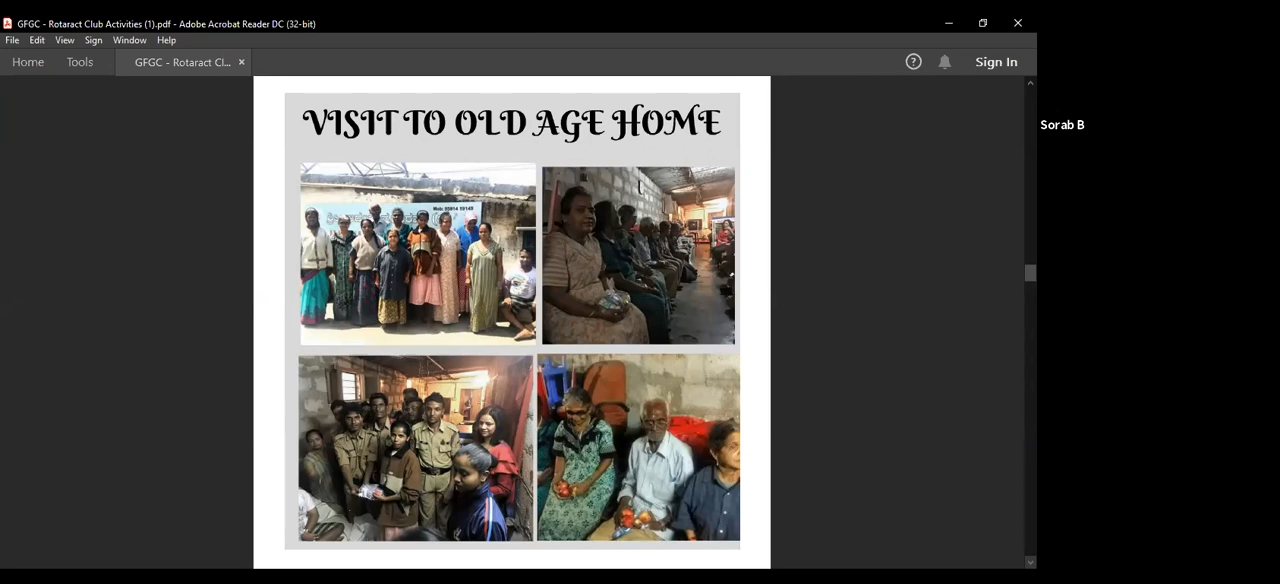 GFGC - Rotaract Club Activities (1).pdf - Adobe Acrobat Reader DC (32-bit)
File Edit View Sign Window Help
Home Tools GFGC - Rotaract Cl... × Sign In
Sorab B
VISIT TO OLD AGE HOME